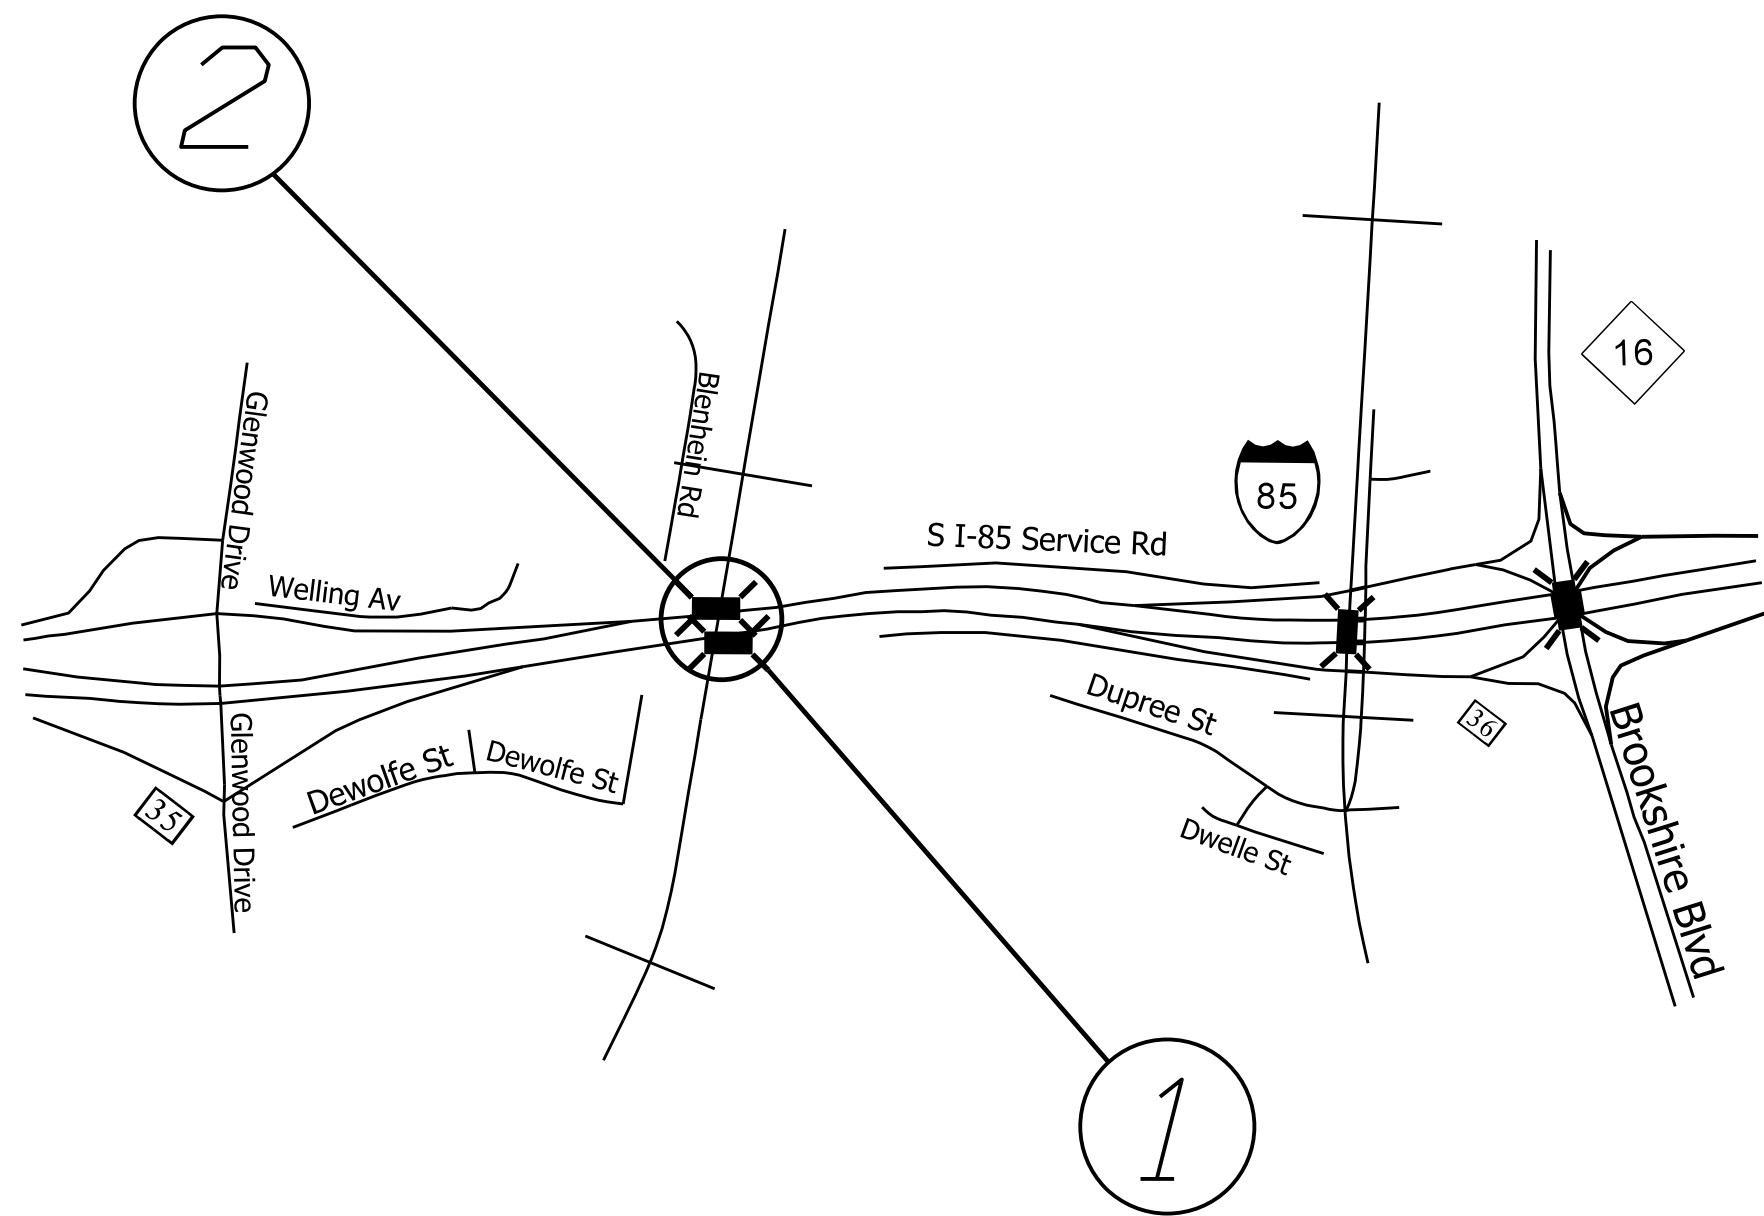 2
16
Glenwood Drive
Blenhein Rd
85
S I-85 Service Rd
Welling Av
Dupree St
36
Brookshire Blvd
Glenwood Drive
Dewolfe St
Dewolfe St
35
Dwelle St
1